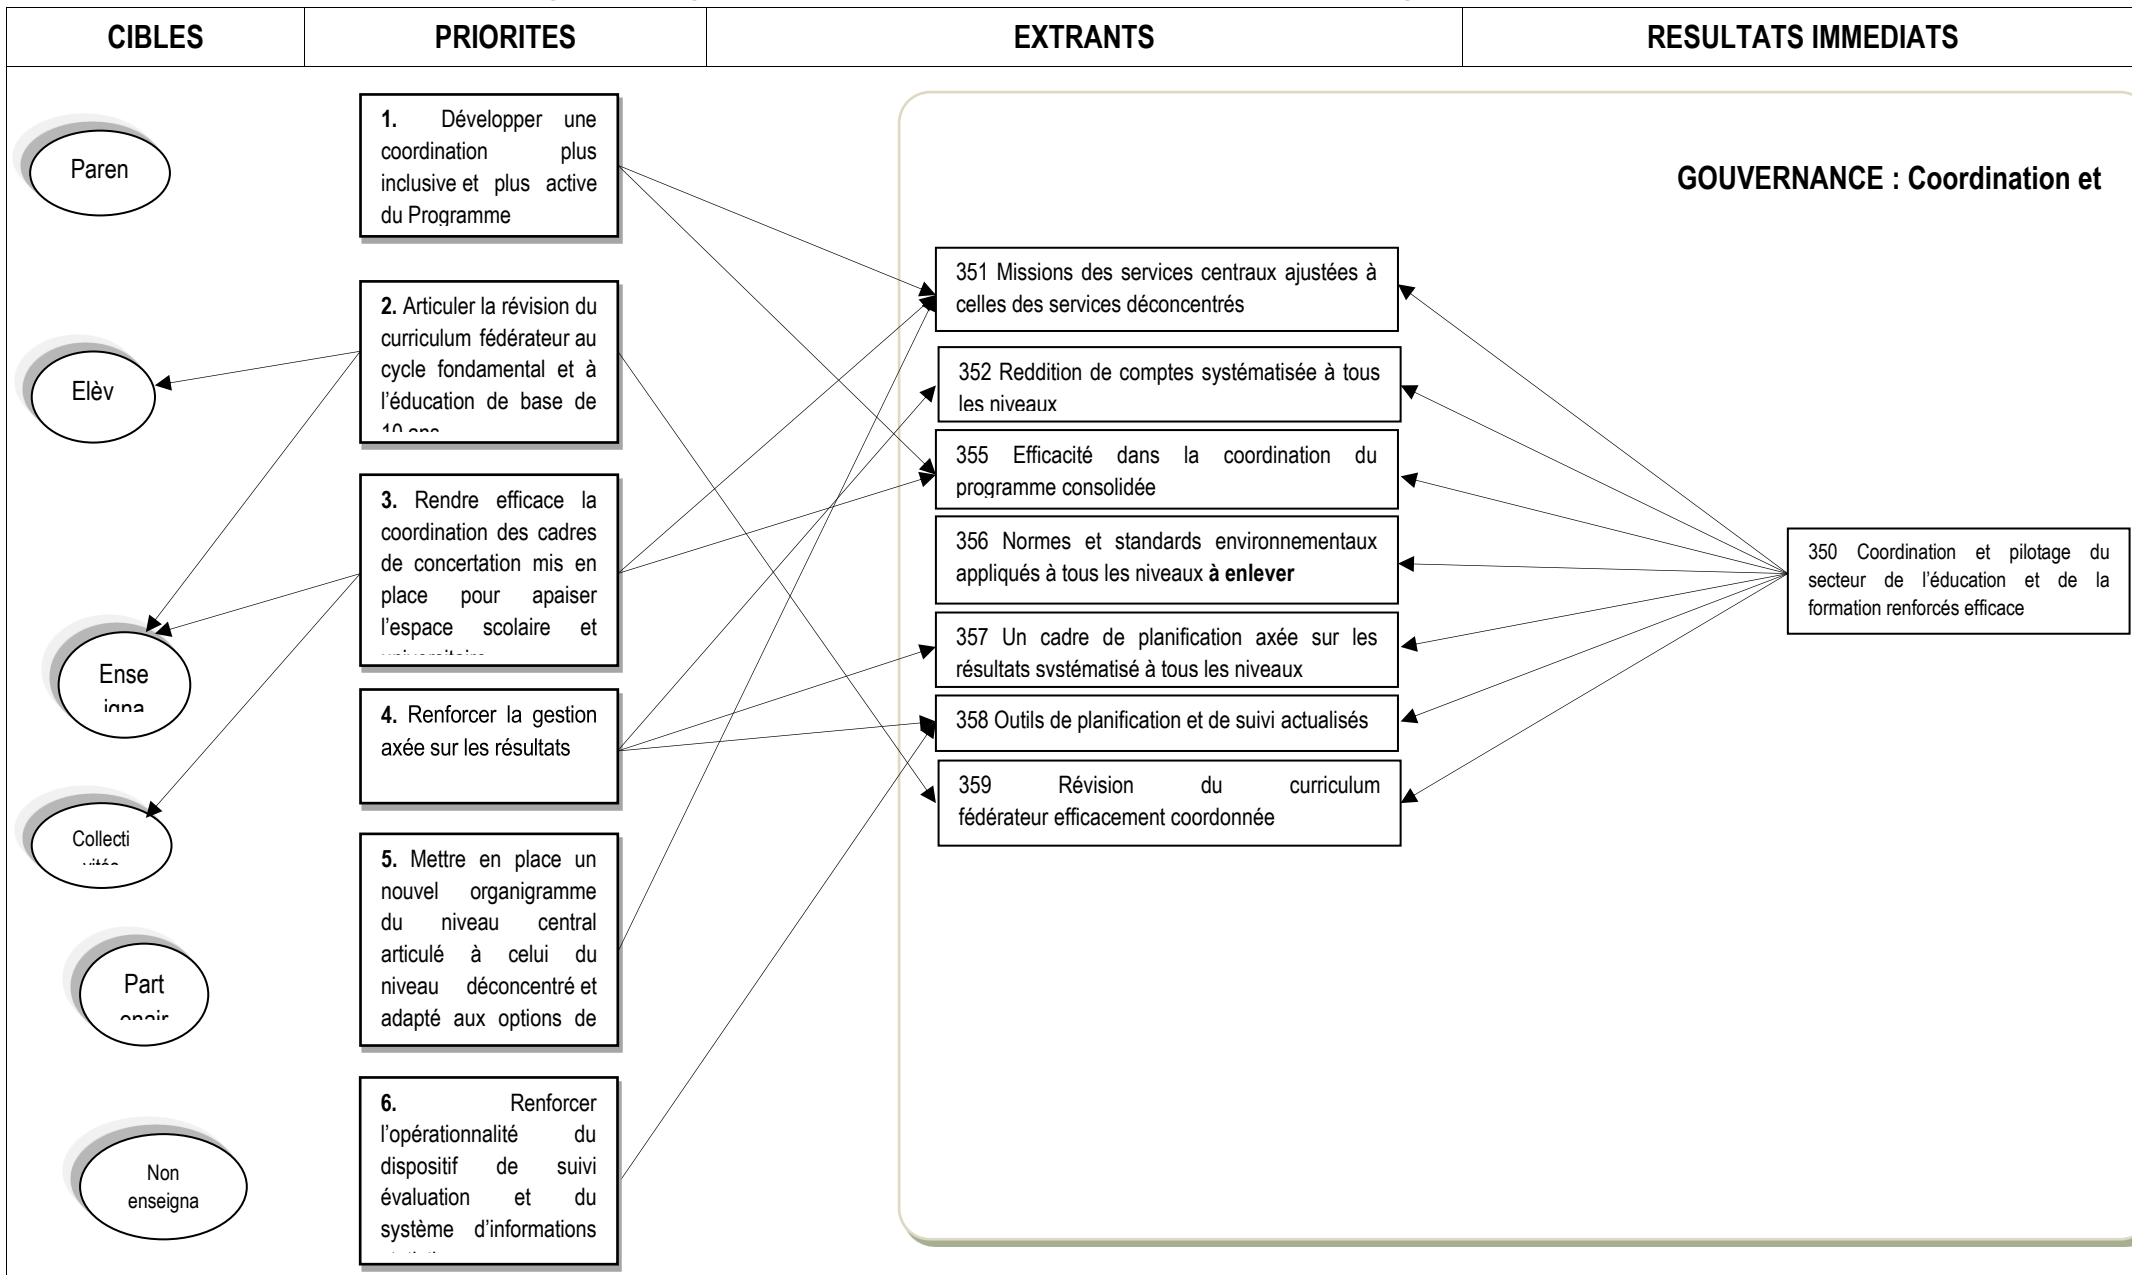 CIBLES
PRIORITES
EXTRANTS
RESULTATS IMMEDIATS
Paren
Elèv
Ense
igna
Collecti
vités
Part
enair
Non
enseigna
1. Développer une
coordination plus
inclusive et plus active
du Programme
2. Articuler la révision du
curriculum fédérateur au
cycle fondamental et à
l’éducation de base de
10 ans
3. Rendre efficace la
coordination des cadres
de concertation mis en
place pour apaiser
l’espace scolaire et
4. Renforcer la gestion
axée sur les résultats
5. Mettre en place un
nouvel organigramme
du niveau central
articulé à celui du
niveau déconcentré et
adapté aux options de
6. Renforcer
l’opérationnalité du
dispositif de suivi
évaluation et du
système d’informations
GOUVERNANCE : Coordination et
351 Missions des services centraux ajustées à
celles des services déconcentrés
352 Reddition de comptes systématisée à tous
les niveaux
355 Efficacité dans la coordination du
programme consolidée
356 Normes et standards environnementaux
appliqués à tous les niveaux à enlever
357 Un cadre de planification axée sur les
résultats systématisé à tous les niveaux
358 Outils de planification et de suivi actualisés
359 Révision du curriculum
fédérateur efficacement coordonnée
350 Coordination et pilotage du
secteur de l’éducation et de la
formation renforcés efficace